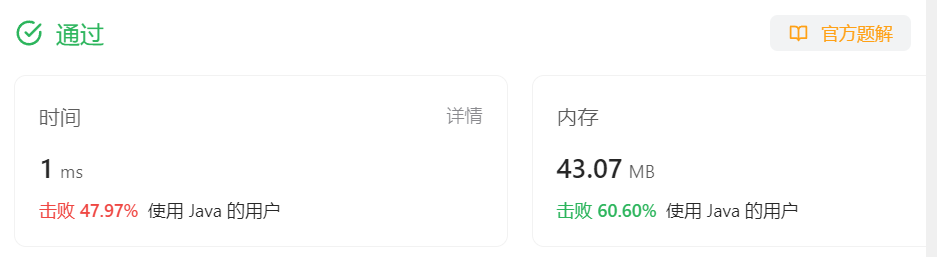 通过
官方题解
时间
详情
1 ms
击败 47.97% 使用 Java 的用户
内存
43.07 MB
击败 60.60% 使用 Java 的用户